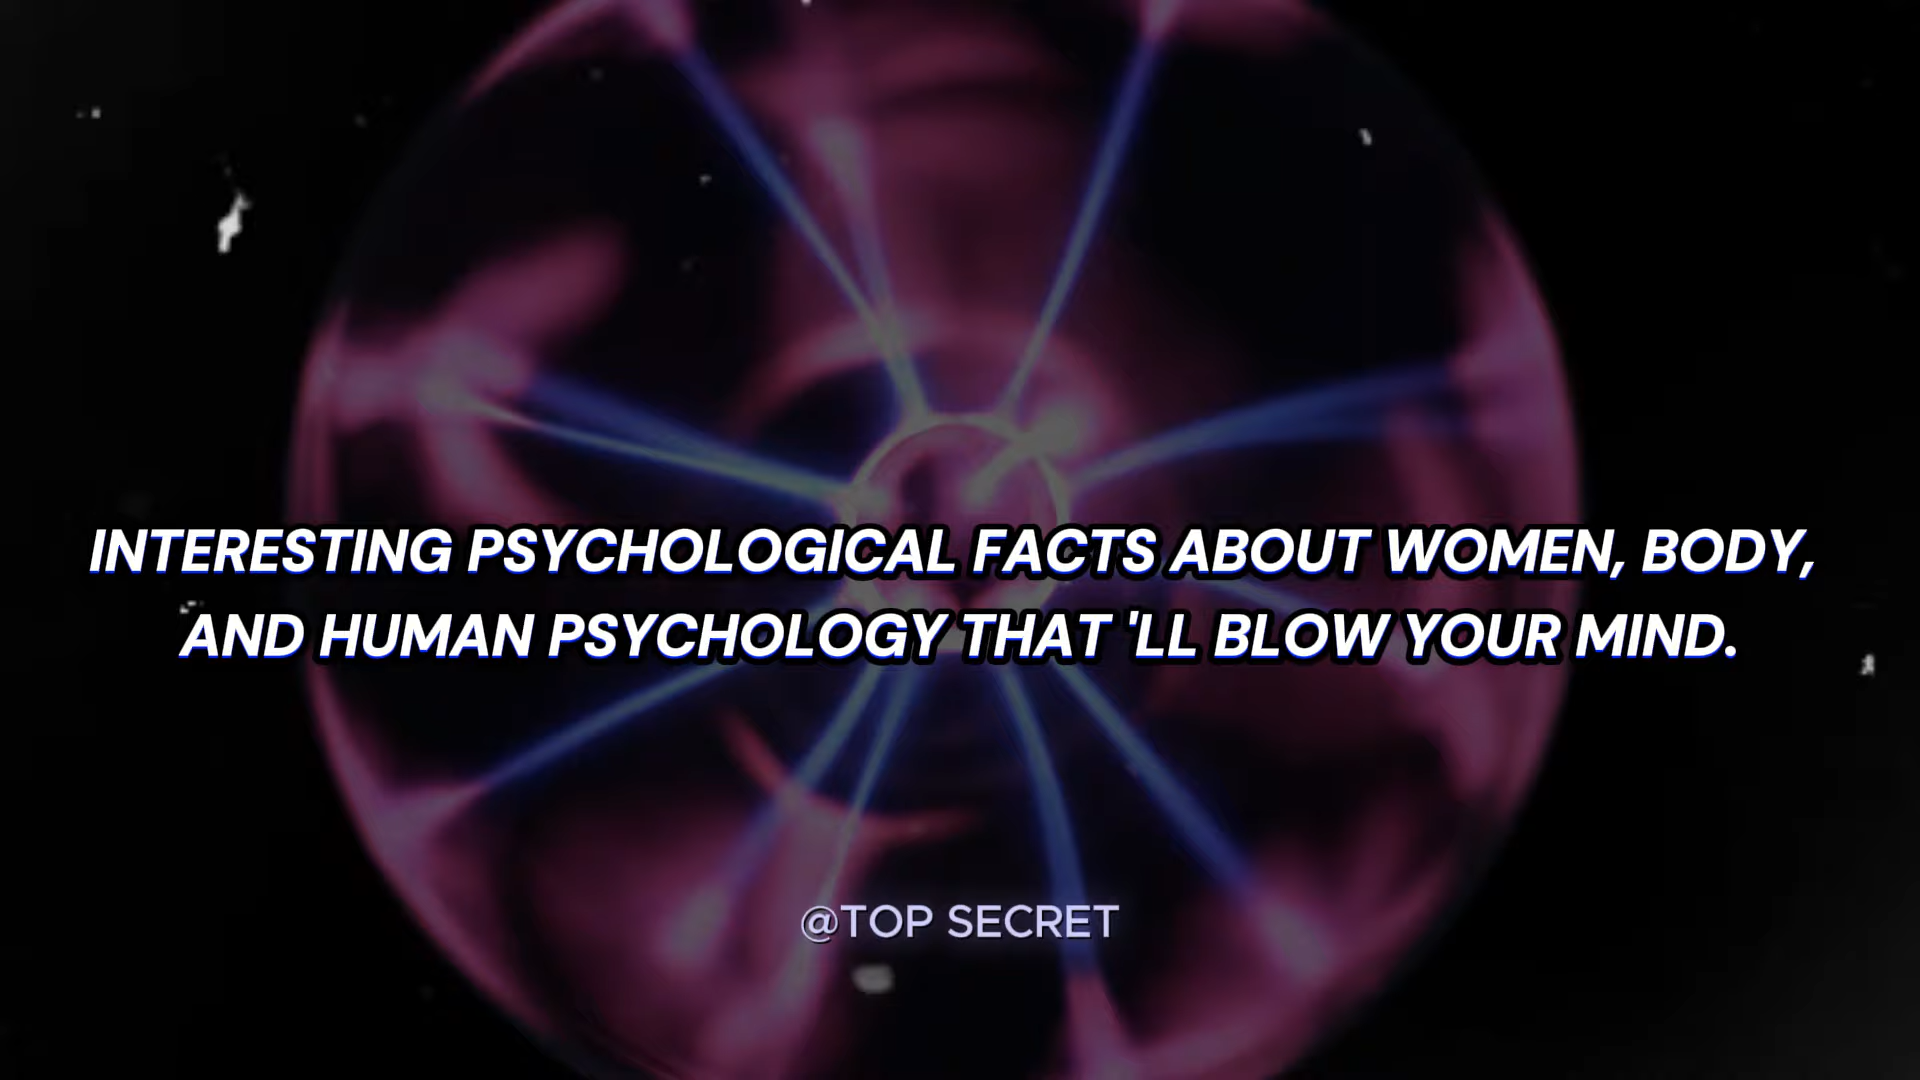 INTERESTING PSYCHOLOGICAL FACTS ABOUT WOMEN, BODY,
AND HUMAN PSYCHOLOGY THAT 'LL BLOW YOUR MIND.
@TOP SECRET